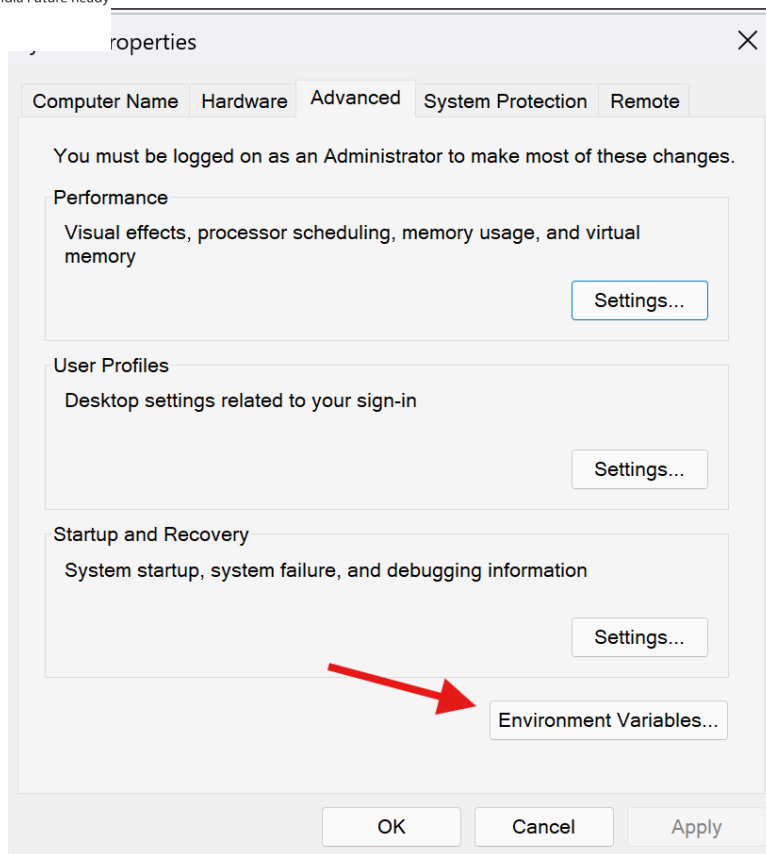 India Future Ready
roperties
Computer Name Hardware Advanced System Protection Remote
You must be logged on as an Administrator to make most of these changes.
Performance
Visual effects, processor scheduling, memory usage, and virtual
memory
Settings...
User Profiles
Desktop settings related to your sign-in
Settings...
Startup and Recovery
System startup, system failure, and debugging information
Settings...
Environment Variables...
OK Cancel Apply